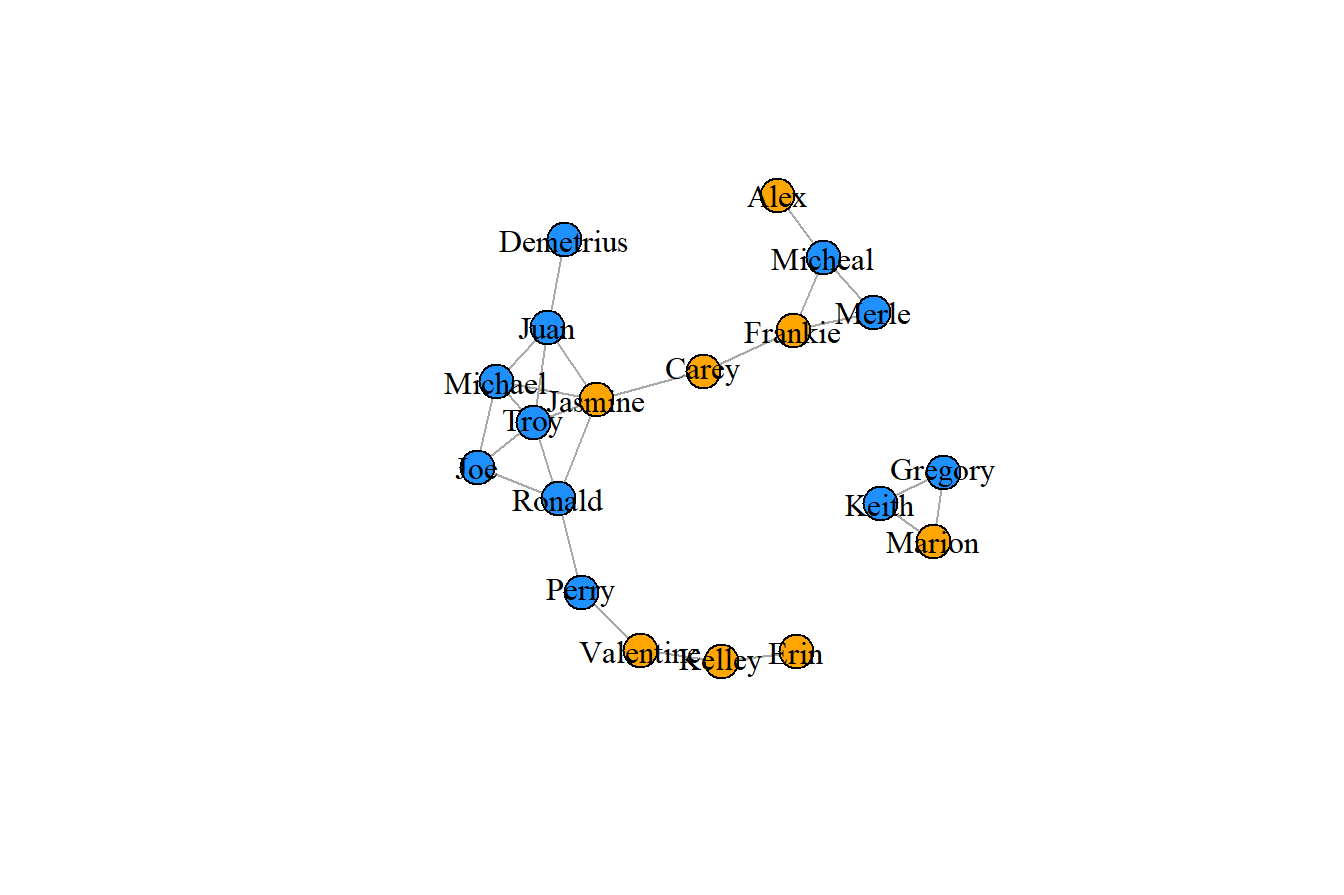 Alex
Demetrius
Micheal
Merle
Juan
Frankie
Carey
Michael
Jasmine
Troy
Joe
Gregory
Ronald
Keith
Marion
Perry
Valentine
Kelley
Erin